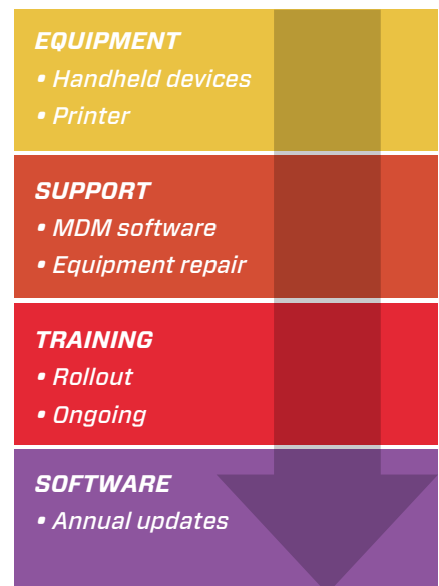 EQUIPMENT
• Handheld devices
• Printer
SUPPORT
• MDM software
• Equipment repair
TRAINING
• Rollout
• Ongoing
SOFTWARE
• Annual updates